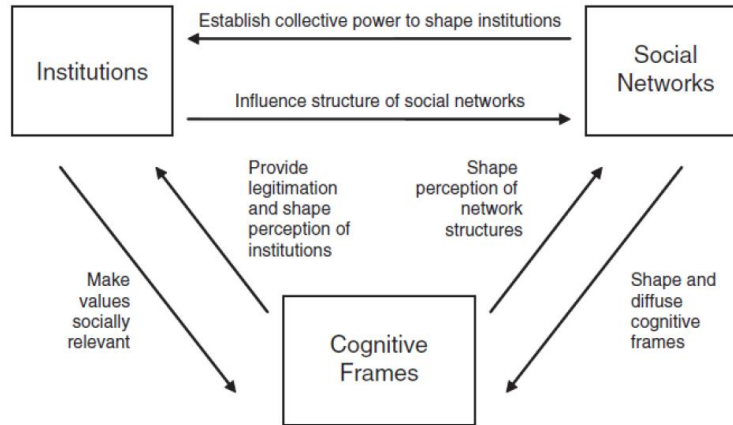 Establish collective power to shape institutions
Institutions
Social
Networks
Influence structure of social networks
Provide
legitimation
and shape
perception of
institutions
Shape
perception of
network
structures
Make
values
socially
relevant
Shape and
diffuse
cognitive
frames
Cognitive
Frames